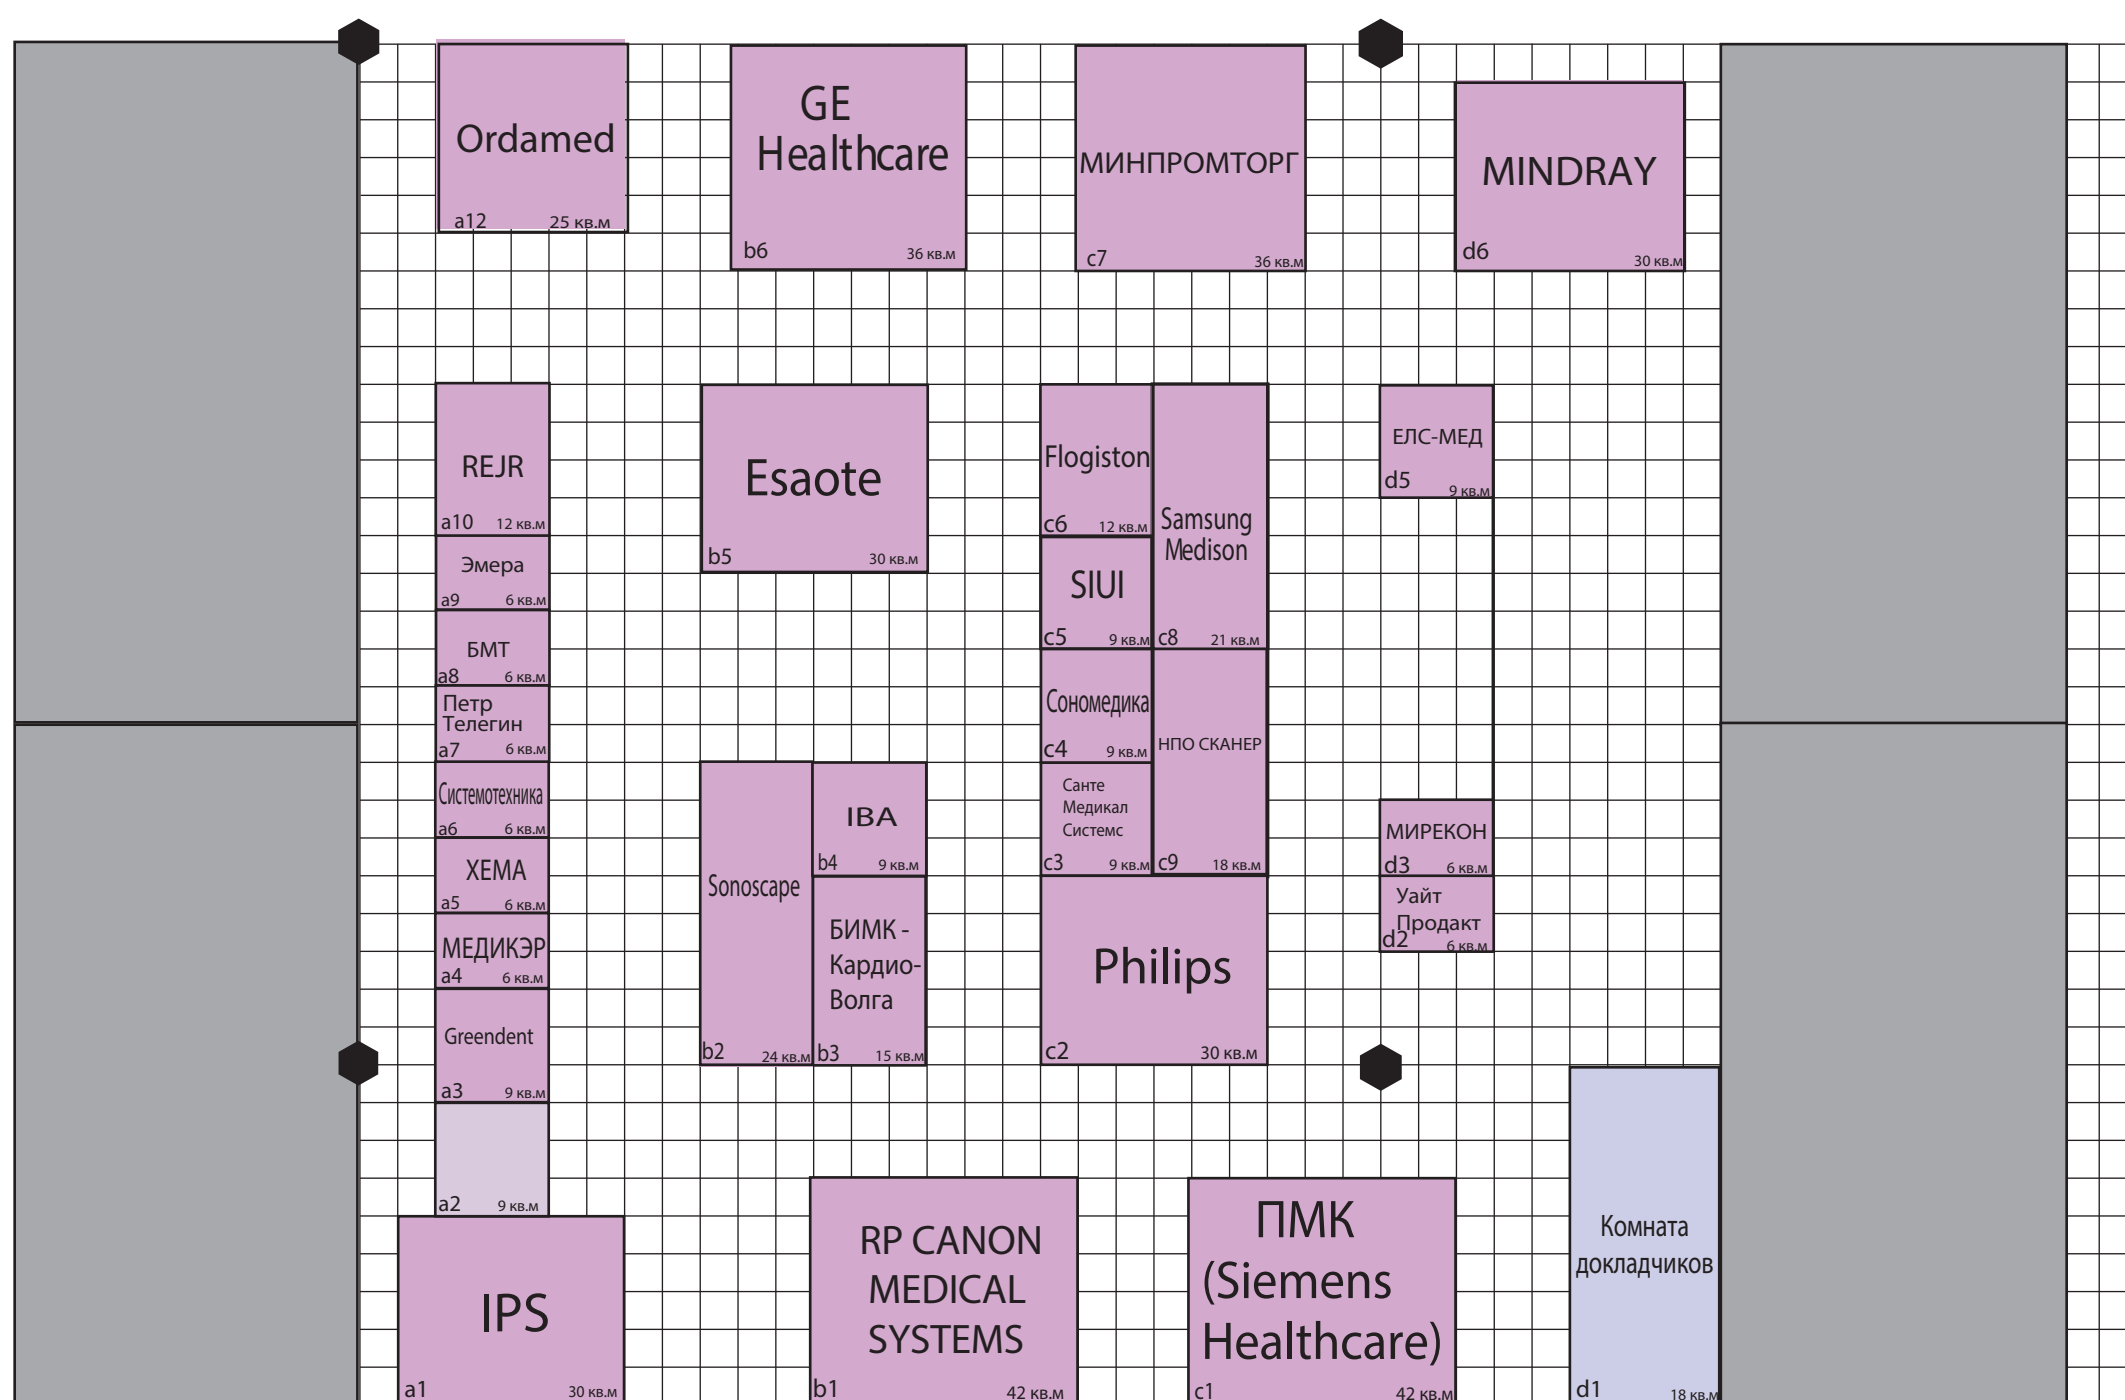 Ordamed
a12 25 кв.м
GE
Healthcare
b6 36 кв.м
МИНПРОМТОРГ
c7 36 кв.м
MINDRAY
d6 30 кв.м
REJR
a10 12 кв.м
Эмера
a9 6 кв.м
БМТ
a8 6 кв.м
Петр
Телегин
a7 6 кв.м
Системотехника
a6 6 кв.м
ХЕМА
a5 6 кв.м
МЕДИКЭР
a4 6 кв.м
Greendent
a3 9 кв.м
a2 9 кв.м
IPS
a1 30 кв.м
Esaote
b5 30 кв.м
Sonoscape
b2 24 кв.м
IBA
b4 9 кв.м
БИМК -
Кардио-
Волга
b3 15 кв.м
RP CANON
MEDICAL
SYSTEMS
b1 42 кв.м
Flogiston
c6 12 кв.м
SIUI
c5 9 кв.м
Сономедика
c4 9 кв.м
Санте
Медикал
Системс
c3 9 кв.м
Samsung
Medison
c8 21 кв.м
НПО СКАНЕР
c9 18 кв.м
Philips
c2 30 кв.м
ПМК
(Siemens
Healthcare)
c1 42 кв.м
ЕЛС-МЕД
d5 9 кв.м
МИРЕКОН
d3 6 кв.м
Уайт
Продакт
d2 6 кв.м
Комната
докладчиков
d1 18 кв.м